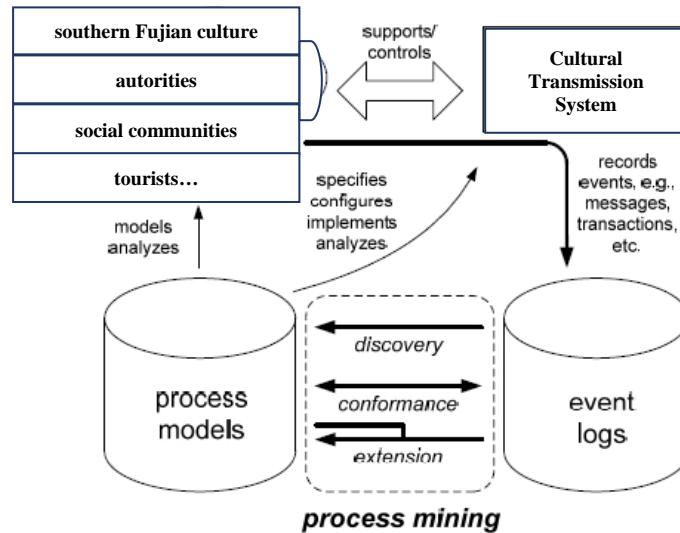 southern Fujian culture
autorities
social communities
tourists…
supports/
controls
Cultural
Transmission
System
records
events, e.g.,
messages,
transactions,
etc.
specifies
configures
implements
analyzes
models
analyzes
process
models
discovery
conformance
extension
event
logs
process mining